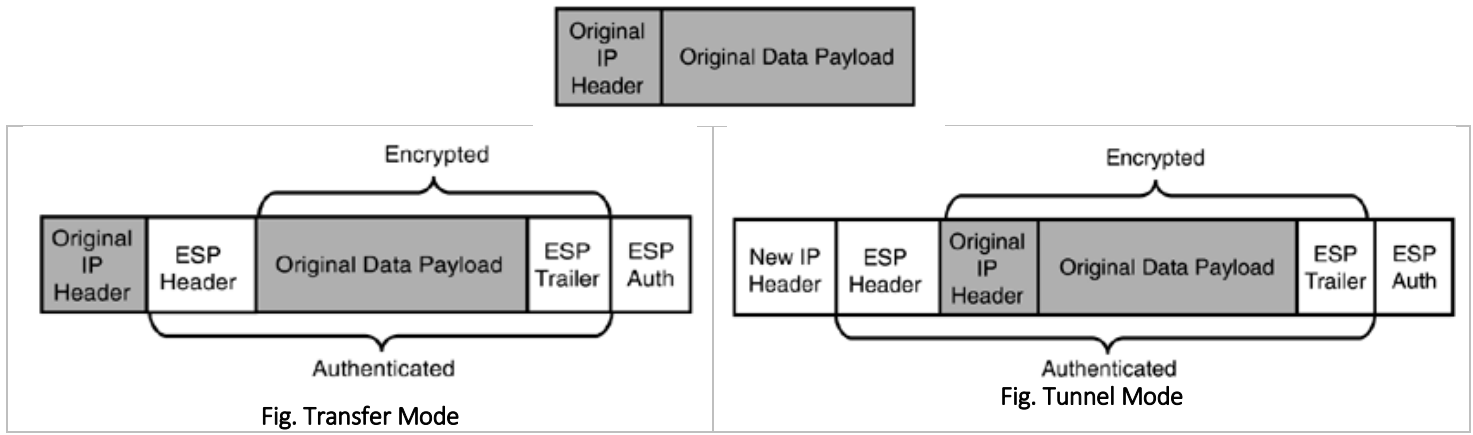 Original
IP
Header
Original Data Payload
Encrypted
Original
IP
Header
ESP
Header
Original Data Payload
ESP
Trailer
ESP
Auth
Authenticated
Fig. Transfer Mode
Encrypted
New IP
Header
ESP
Header
Original
IP
Header
Original Data Payload
ESP
Trailer
ESP
Auth
Authenticated
Fig. Tunnel Mode